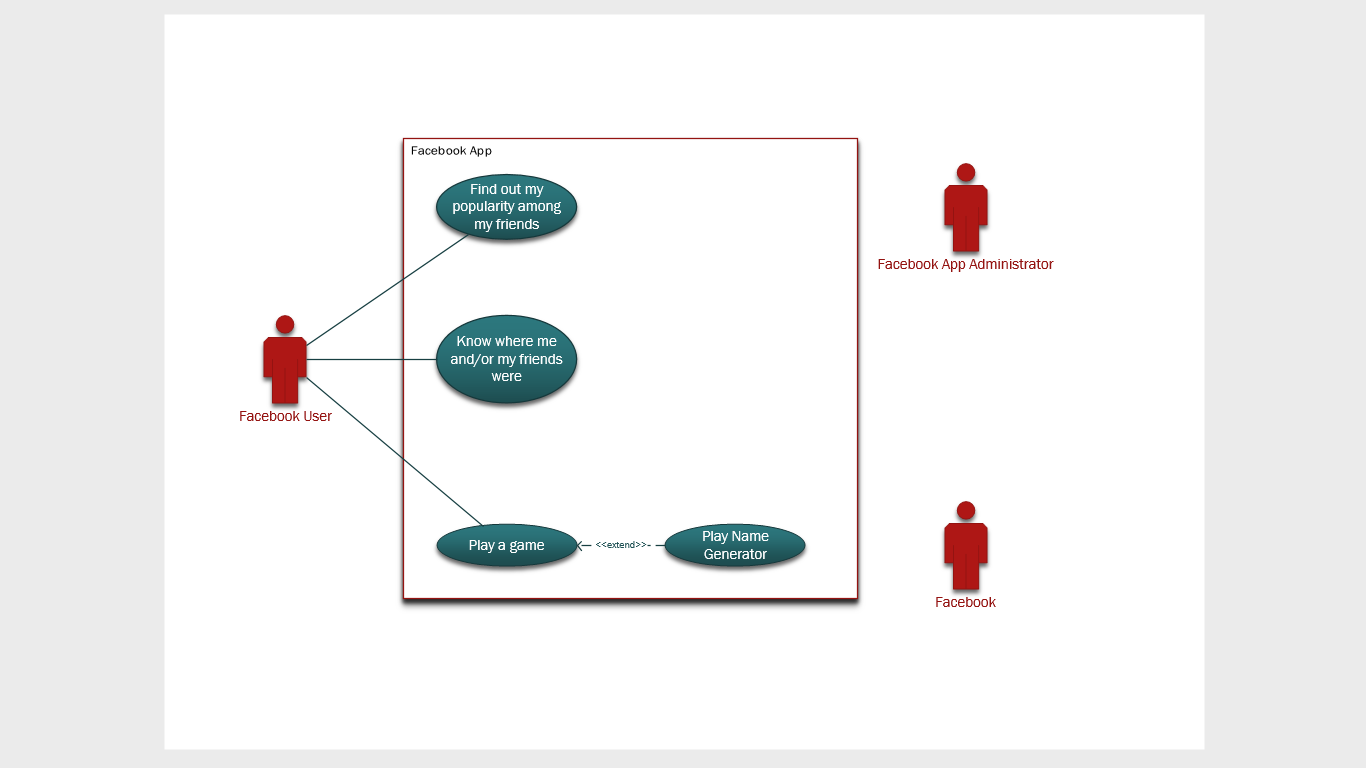 Facebook App
Find out my
popularity among
my friends
Facebook App Administrator
Know where me
and/or my friends
were
Facebook User
Play a game
<<extend>>
Play Name
Generator
Facebook